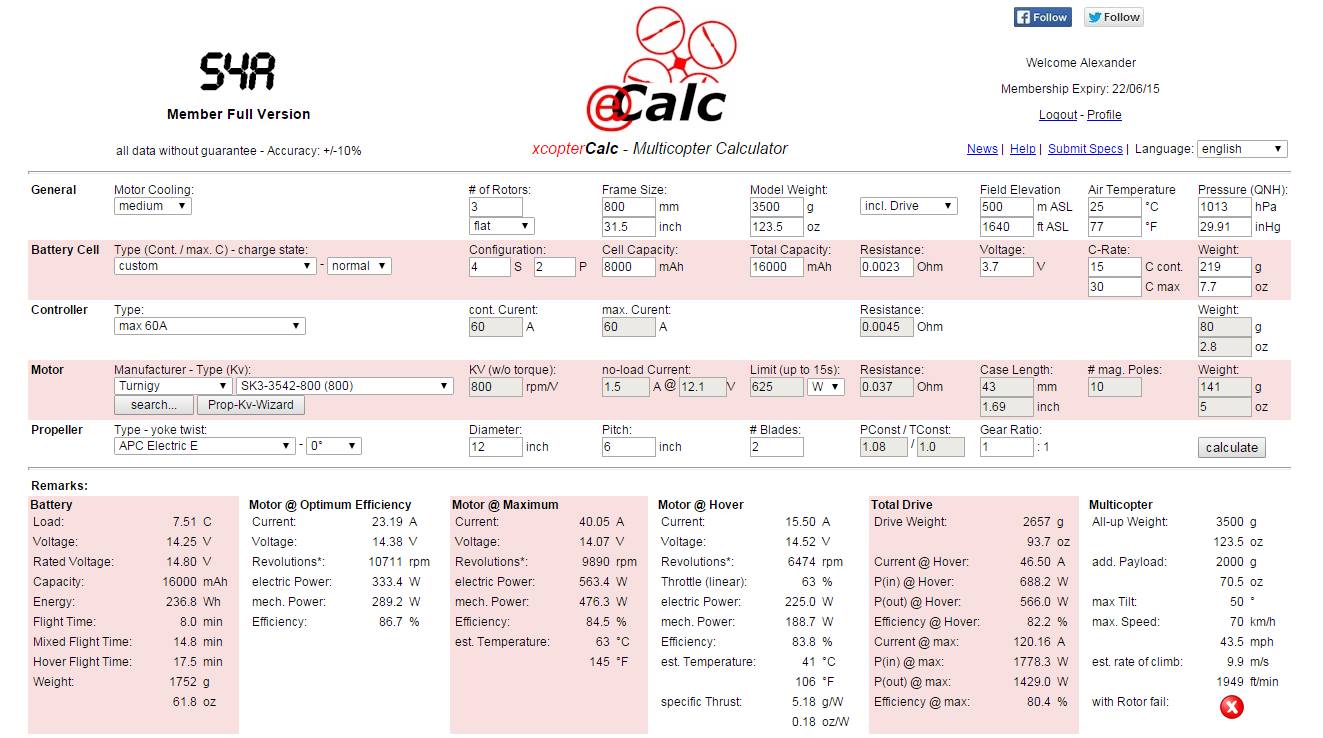 Follow Follow
S4A
Member Full Version
all data without guarantee - Accuracy: +/-10%
@Calc
xcopterCalc - Multicopter Calculator
Welcome Alexander
Membership Expiry: 22/06/15
Logout - Profile
News | Help | Submit Specs | Language: english
General Motor Cooling: # of Rotors: Frame Size: Model Weight: Field Elevation Air Temperature Pressure (QNH):
medium 3 800 mm 3500 g incl. Drive 500 m ASL 25 °C 1013 hPa
flat 31.5 inch 123.5 oz 1640 ft ASL 77 °F 29.91 inHg
Battery Cell Type (Cont. / max. C) - charge state: Configuration: Cell Capacity: Total Capacity: Resistance: Voltage: C-Rate: Weight:
custom - normal 4 S 2 P 8000 mAh 16000 mAh 0.0023 Ohm 3.7 V 15 C cont. 219 g
30 C max 7.7 oz
Controller Type: cont. Curent: max. Curent: Resistance: Weight:
max 60A 60 A 60 A 0.0045 Ohm 80 g
2.8 oz
Motor Manufacturer - Type (Kv): KV (w/o torque): no-load Current: Limit (up to 15s): Resistance: Case Length: # mag. Poles: Weight:
Turnigy SK3-3542-800 (800) 800 rpm/V 1.5 A @ 12.1 V 625 W 0.037 Ohm 43 mm 10 141 g
search... Prop-Kv-Wizard 1.69 inch 5 oz
Propeller Type - yoke twist: Diameter: Pitch: # Blades: PConst / TConst: Gear Ratio:
APC Electric E - 0° 12 inch 6 inch 2 1.08 / 1.0 1 : 1 calculate
Remarks:
Battery Motor @ Optimum Efficiency Motor @ Maximum Motor @ Hover Total Drive Multicopter
Load: 7.51 C Current: 23.19 A Current: 40.05 A Current: 15.50 A Drive Weight: 2657 g All-up Weight: 3500 g
Voltage: 14.25 V Voltage: 14.38 V Voltage: 14.07 V Voltage: 14.52 V 93.7 oz 123.5 oz
Rated Voltage: 14.80 V Revolutions*: 10711 rpm Revolutions*: 9890 rpm Revolutions*: 6474 rpm Current @ Hover: 46.50 A add. Payload: 2000 g
Capacity: 16000 mAh electric Power: 333.4 W electric Power: 563.4 W Throttle (linear): 63 % P(in) @ Hover: 688.2 W 70.5 oz
Energy: 236.8 Wh mech. Power: 289.2 W mech. Power: 476.3 W electric Power: 225.0 W P(out) @ Hover: 566.0 W max Tilt: 50 °
Flight Time: 8.0 min Efficiency: 86.7 % Efficiency: 84.5 % mech. Power: 188.7 W Efficiency @ Hover: 82.2 % max. Speed: 70 km/h
Mixed Flight Time: 14.8 min est. Temperature: 63 °C Efficiency: 83.8 % Current @ max: 120.16 A 43.5 mph
Hover Flight Time: 17.5 min 145 °F est. Temperature: 41 °C P(in) @ max: 1778.3 W est. rate of climb: 9.9 m/s
Weight: 1752 g 106 °F P(out) @ max: 1429.0 W 1949 ft/min
61.8 oz specific Thrust: 5.18 g/W Efficiency @ max: 80.4 % with Rotor fail: X
0.18 oz/W